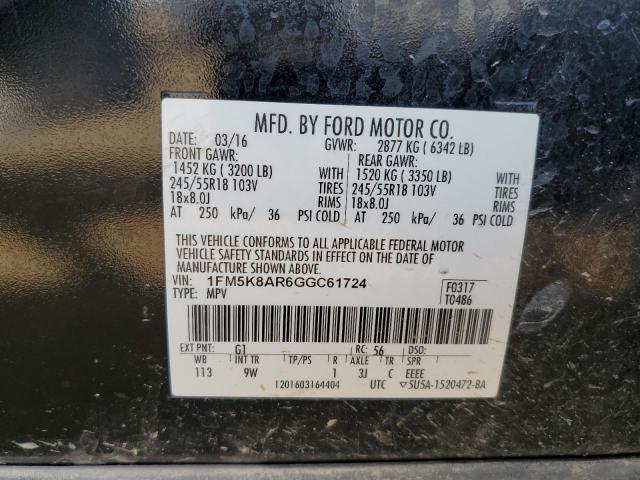 MFD. BY FORD MOTOR CO.
DATE: 03/16 GVWR: 2877 KG ( 6342 LB)
FRONT GAWR: REAR GAWR:
1452 KG ( 3200 LB) 1520 KG ( 3350 LB)
245/55R18 103V TIRES 245/55R18 103V TIRES
18x8.0J RIMS 18x8.0J RIMS
AT 250 kPa/ 36 PSI COLD AT 250 kPa/ 36 PSI COLD
THIS VEHICLE CONFORMS TO ALL APPLICABLE FEDERAL MOTOR
VEHICLE SAFETY STANDARDS IN EFFECT ON THE DATE OF
MANUFACTURE SHOWN ABOVE.
VIN: 1FM5K8AR6GGC61724 F0317
TYPE: MPV T0486
EXT PNT: G1 RC: 56 DSO:
WB INT TR TP/PS R AXLE TR SPR
113 9W 1 3J C EEEE
1201603164404 UTC ▽5U5A-1520472-BA